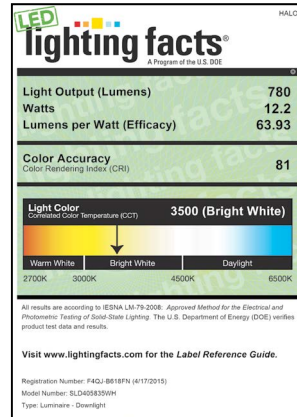 HALO
LED
lighting facts®
A Program of the U.S. DOE
Light Output (Lumens) 780
Watts 12.2
Lumens per Watt (Efficacy) 63.93
Color Accuracy
Color Rendering Index (CRI) 81
Light Color
Correlated Color Temperature (CCT) 3500 (Bright White)
Warm White Bright White Daylight
2700K 3000K 4500K 6500K
All results are according to IESNA LM-79-2008: Approved Method for the Electrical and
Photometric Testing of Solid-State Lighting. The U.S. Department of Energy (DOE) verifies
product test data and results.
Visit www.lightingfacts.com for the Label Reference Guide.
Registration Number: F4QJ-B618FN (4/17/2015)
Model Number: SLD405835WH
Type: Luminaire - Downlight